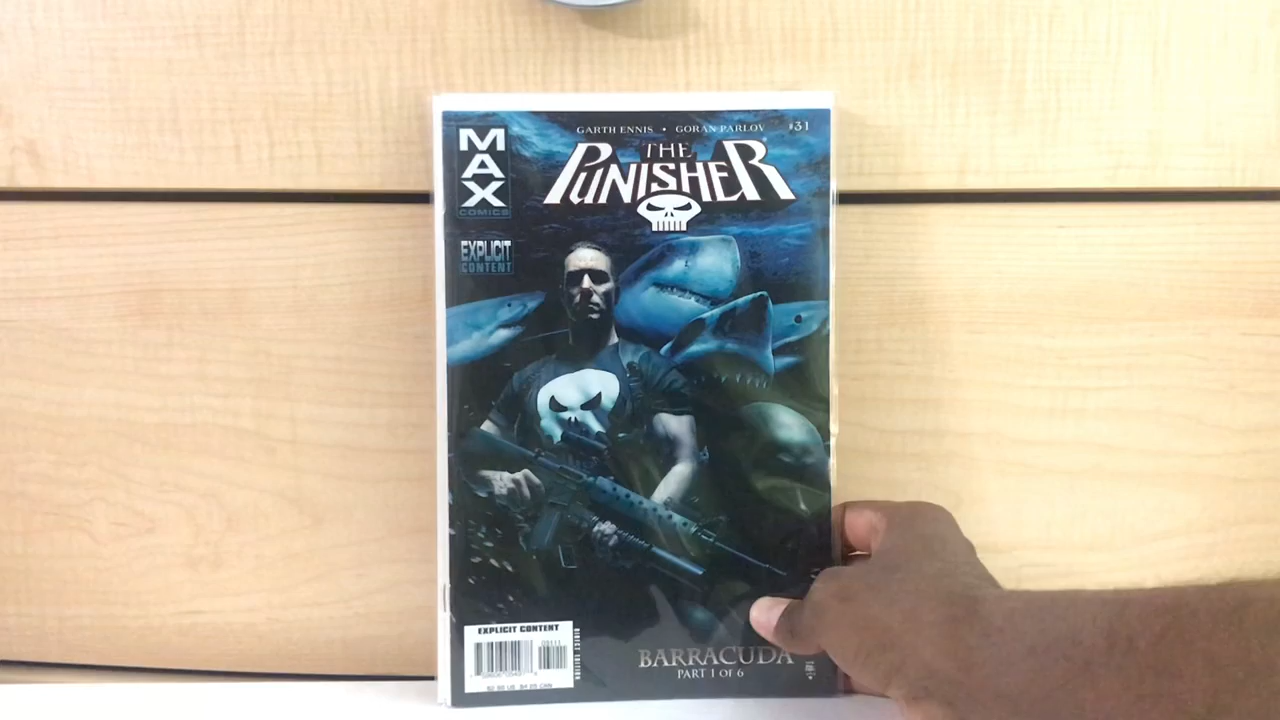 GARTH ENNIS • GORAN PARLOV #31
MAX
COMICS
THE
PUNISHER
EXPLICIT
CONTENT
EXPLICIT CONTENT
DIRECT EDITION
BARRACUDA
PART 1 OF 6